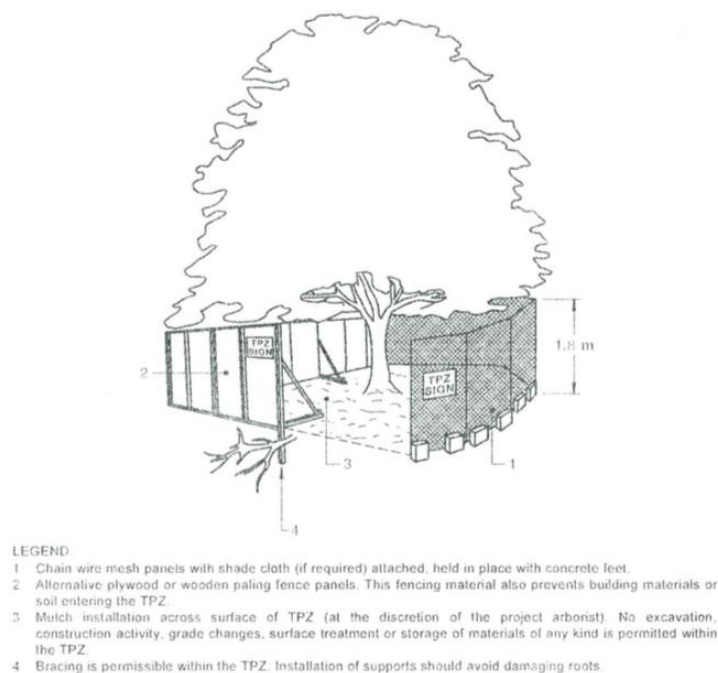 TPZ
SIGN
1.8 m
2
TPZ
SIGN
3
1
4
LEGEND
1 Chain wire mesh panels with shade cloth (if required) attached, held in place with concrete feet.
2 Alternative plywood or wooden paling fence panels. This fencing material also prevents building materials or
soil entering the TPZ.
3 Mulch installation across surface of TPZ (at the discretion of the project arborist). No excavation,
construction activity, grade changes, surface treatment or storage of materials of any kind is permitted within
the TPZ.
4 Bracing is permissible within the TPZ. Installation of supports should avoid damaging roots.